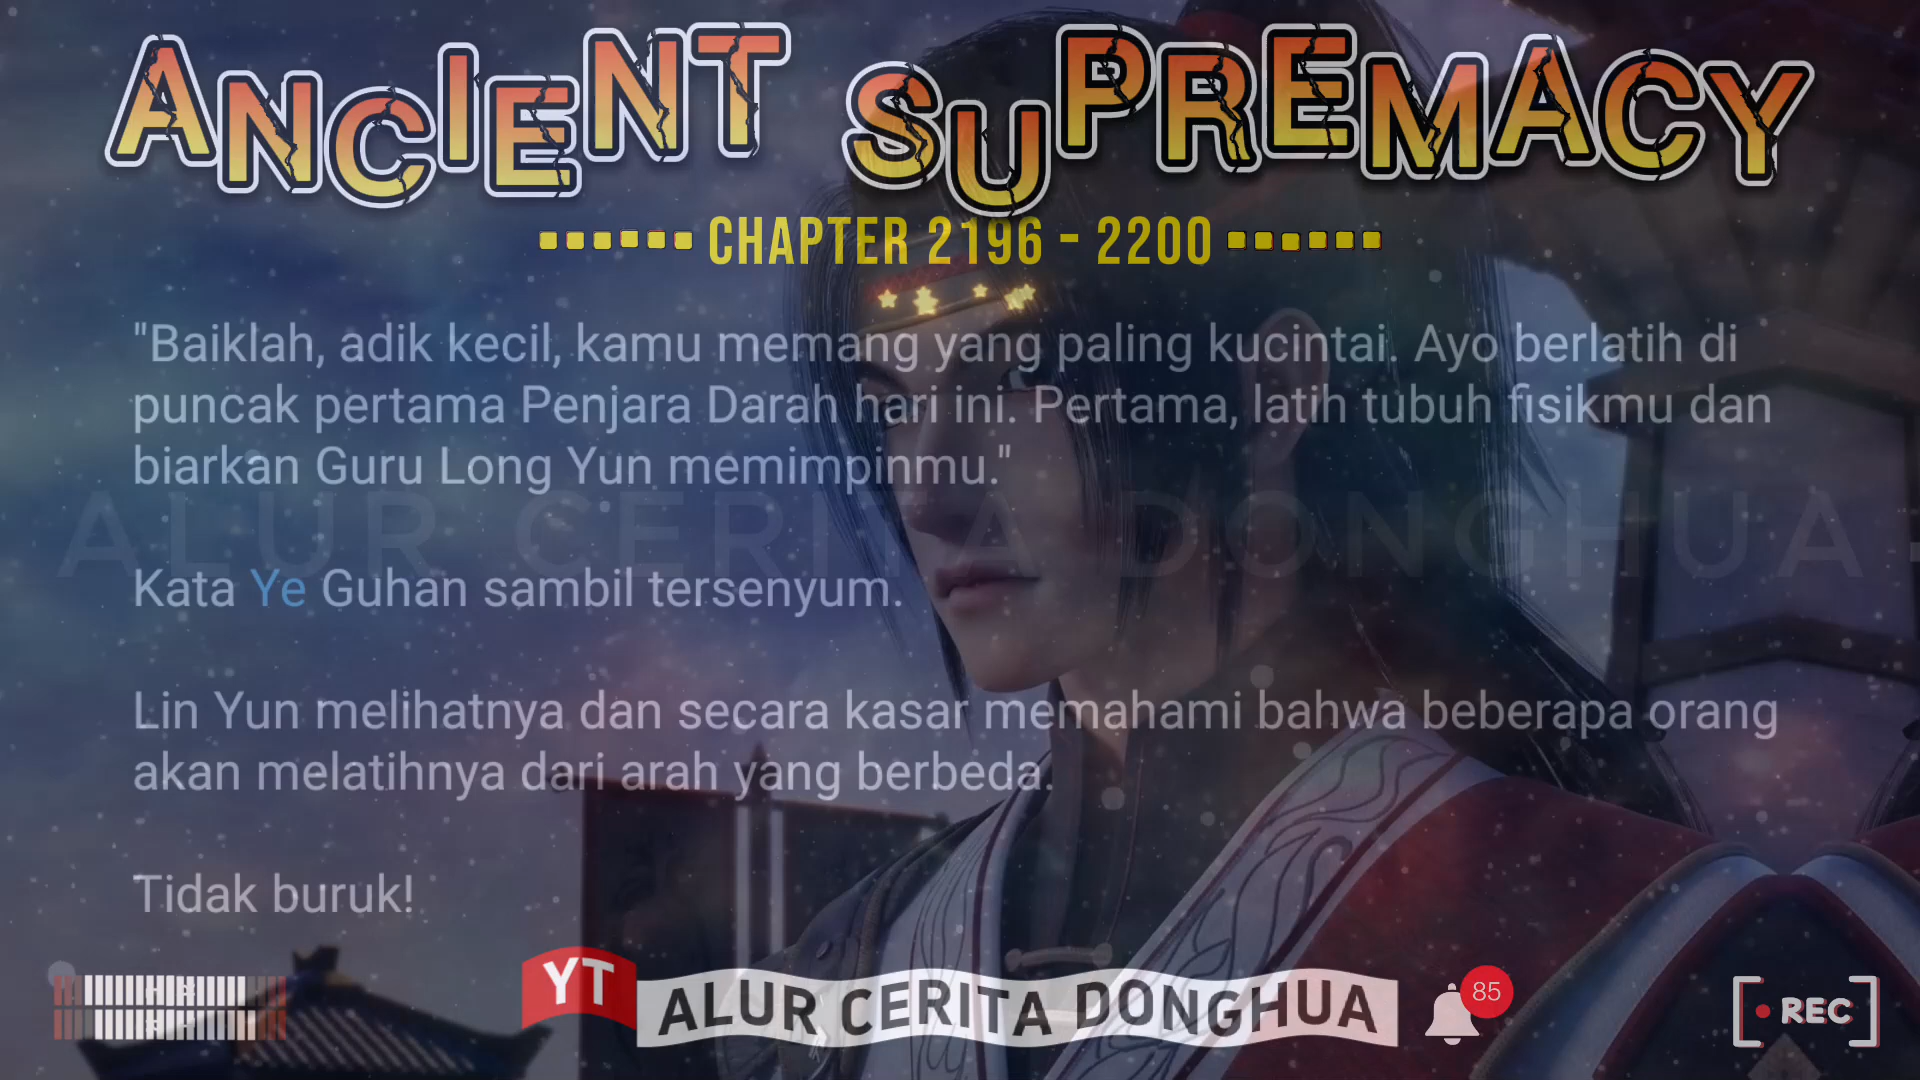 ANCIENT SUPREMACY
CHAPTER 2196 - 2200
"Baiklah, adik kecil, kamu memang yang paling kucintai. Ayo berlatih di
puncak pertama Penjara Darah hari ini. Pertama, latih tubuh fisikmu dan
biarkan Guru Long Yun memimpinmu."
ALUR CERITA DONGHUA -
Kata Ye Guhan sambil tersenyum.
Lin Yun melihatnya dan secara kasar memahami bahwa beberapa orang
akan melatihnya dari arah yang berbeda.
Tidak buruk!
YT ALUR CERITA DONGHUA
85
REC